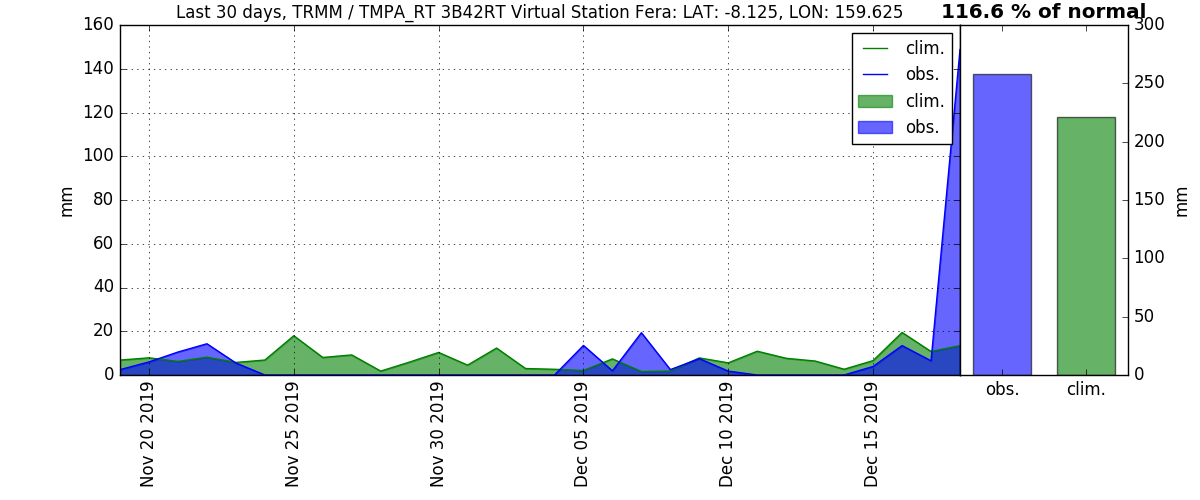 Last 30 days, TRMM / TMPA_RT 3B42RT Virtual Station Fera: LAT: -8.125, LON: 159.625
116.6 % of normal
160
140
120
100
80
60
40
20
0
mm
clim.
obs.
clim.
obs.
Nov 20 2019
Nov 25 2019
Nov 30 2019
Dec 05 2019
Dec 10 2019
Dec 15 2019
300
250
200
150
100
50
0
mm
obs.
clim.